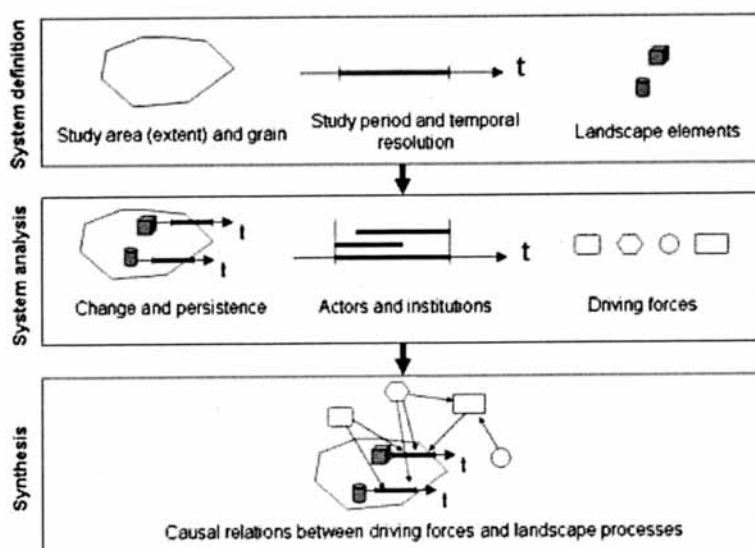 System definition
t
Study area (extent) and grain
Study period and temporal
resolution
Landscape elements
System analysis
t
t
t
Change and persistence
Actors and institutions
Driving forces
Synthesis
t
t
Causal relations between driving forces and landscape processes